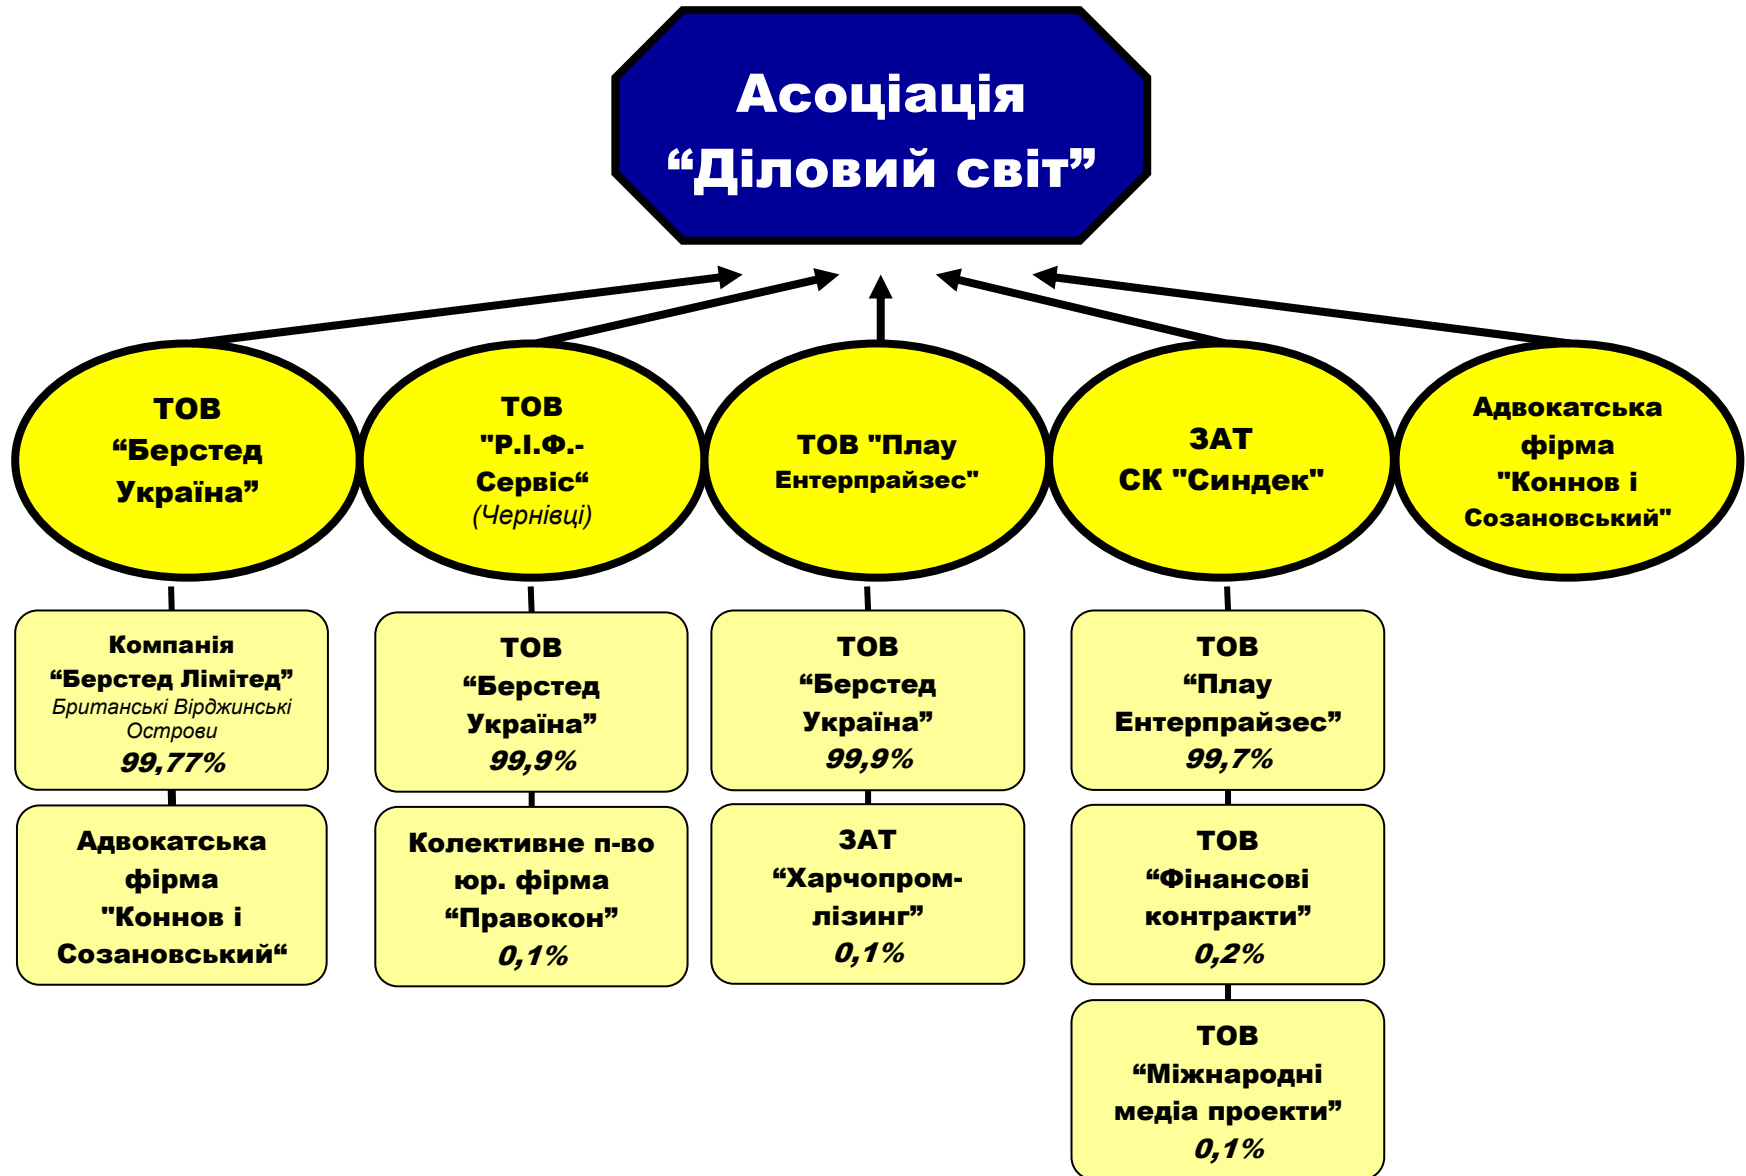 Асоціація
“Діловий світ”
ТОВ
“Берстед
Україна”
ТОВ
"Р.І.Ф.-
Сервіс“
(Чернівці)
ТОВ "Плау
Ентерпрайзес"
ЗАТ
СК "Синдек"
Адвокатська
фірма
"Коннов і
Созановський"
Компанія
“Берстед Лімітед”
Британські Вірджинські
Острови
99,77%
Адвокатська
фірма
"Коннов і
Созановський“
ТОВ
“Берстед
Україна”
99,9%
Колективне п-во
юр. фірма
“Правокон”
0,1%
ТОВ
“Берстед
Україна”
99,9%
ЗАТ
“Харчопром-
лізинг”
0,1%
ТОВ
“Плау
Ентерпрайзес”
99,7%
ТОВ
“Фінансові
контракти”
0,2%
ТОВ
“Міжнародні
медіа проекти”
0,1%